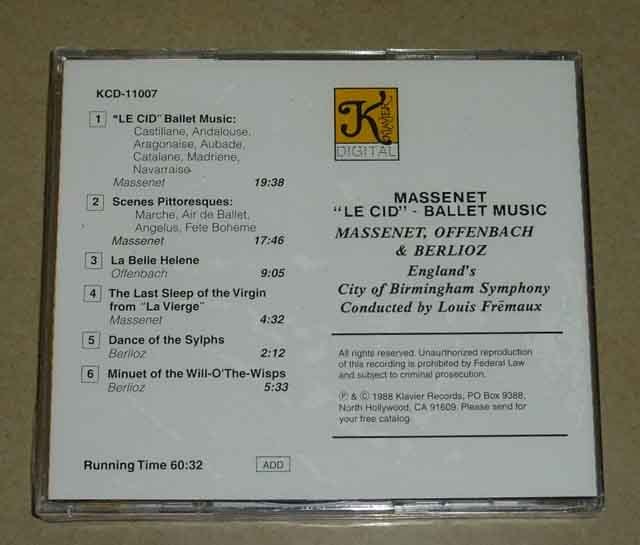 KCD-11007
1 "LE CID" Ballet Music:
Castillane, Andalouse,
Aragonaise, Aubade,
Catalane, Madriene,
Navarraise
Massenet 19:38
2 Scenes Pittoresques:
Marche, Air de Ballet,
Angelus, Fete Boheme
Massenet 17:46
3 La Belle Helene
Offenbach 9:05
4 The Last Sleep of the Virgin
from "La Vierge"
Massenet 4:32
5 Dance of the Sylphs
Berlioz 2:12
6 Minuet of the Will-O'The-Wisps
Berlioz 5:33
Running Time 60:32 ADD
K KLAVIER
DIGITAL
MASSENET
"LE CID" - BALLET MUSIC
MASSENET, OFFENBACH
& BERLIOZ
England's
City of Birmingham Symphony
Conducted by Louis Frēmaux
All rights reserved. Unauthorized reproduction
of this recording is prohibited by Federal Law
and subject to criminal prosecution.
℗ & © 1988 Klavier Records, PO Box 9388,
North Hollywood, CA 91609. Please send for
your free catalog.